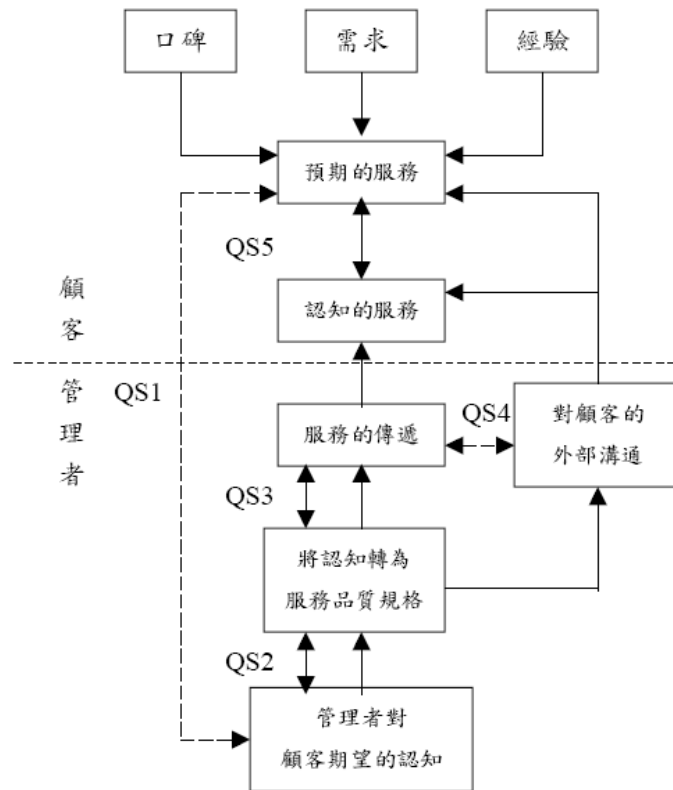 口碑
需求
經驗
預期的服務
QS5
認知的服務
顧
客
管
理
者
QS1
服務的傳遞
QS4
對顧客的
外部溝通
QS3
將認知轉為
服務品質規格
QS2
管理者對
顧客期望的認知